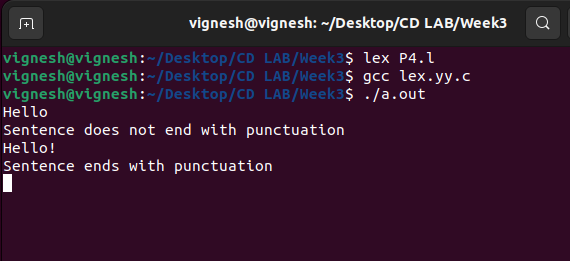 vignesh@vignesh: ~/Desktop/CD LAB/Week3
vignesh@vignesh:~/Desktop/CD LAB/Week3$ lex P4.l
vignesh@vignesh:~/Desktop/CD LAB/Week3$ gcc lex.yy.c
vignesh@vignesh:~/Desktop/CD LAB/Week3$ ./a.out
Hello
Sentence does not end with punctuation
Hello!
Sentence ends with punctuation